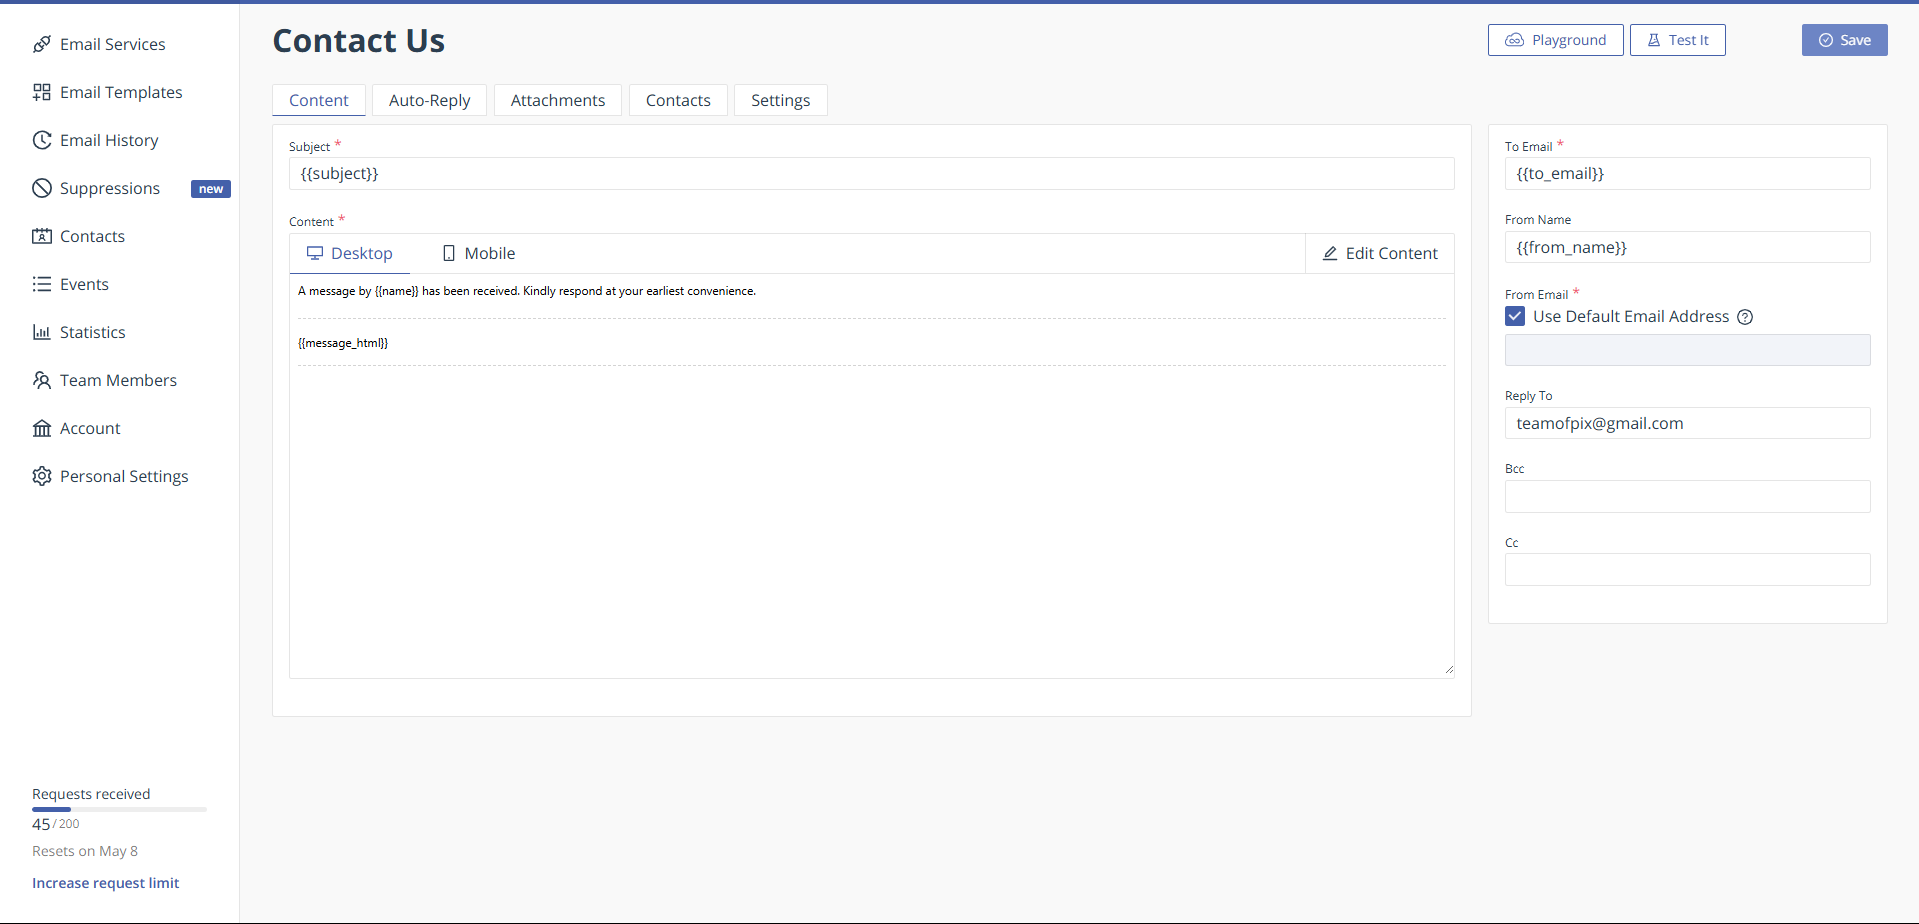 Email Services
Email Templates
Email History
Suppressions new
Contacts
Events
Statistics
Team Members
Account
Personal Settings
Requests received
45 / 200
Resets on May 8
Increase request limit
Contact Us
Playground Test It Save
Content Auto-Reply Attachments Contacts Settings
Subject *
{{subject}}
Content *
Desktop Mobile Edit Content
A message by {{name}} has been received. Kindly respond at your earliest convenience.
{{message_html}}
To Email *
{{to_email}}
From Name
{{from_name}}
From Email *
Use Default Email Address ?
Reply To
teamofpix@gmail.com
Bcc
Cc